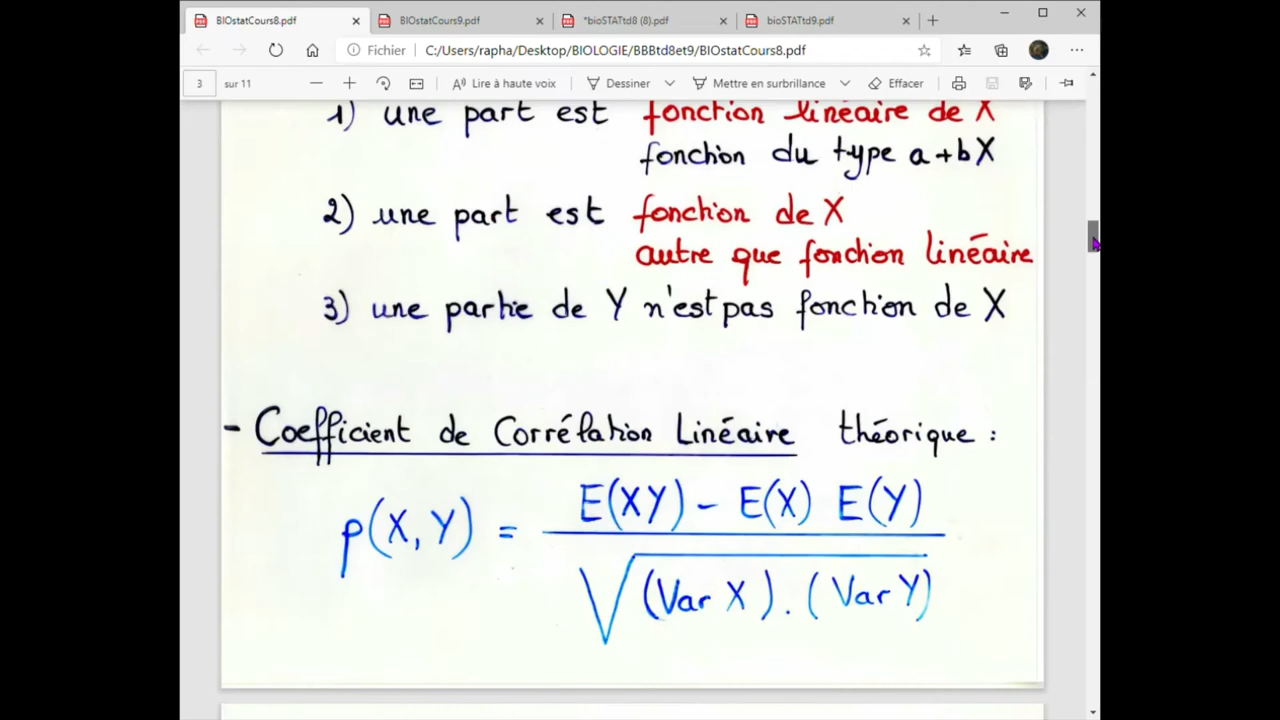 BIOstatCours8.pdf
BIOstatCours9.pdf
*bioSTATtd8 (8).pdf
bioSTATtd9.pdf
Fichier C:/Users/rapha/Desktop/BIOLOGIE/BBBtd8et9/BIOstatCours8.pdf
3 sur 11 Lire à haute voix Dessiner Mettre en surbrillance Effacer
1) une part est fonction linéaire de X
fonction du type a+bX
2) une part est fonction de X
autre que fonction linéaire
3) une partie de Y n'est pas fonction de X
- Coefficient de Corrélation Linéaire théorique :
ρ(X, Y) = E(XY) - E(X) E(Y)
√(Var X) . (Var Y)